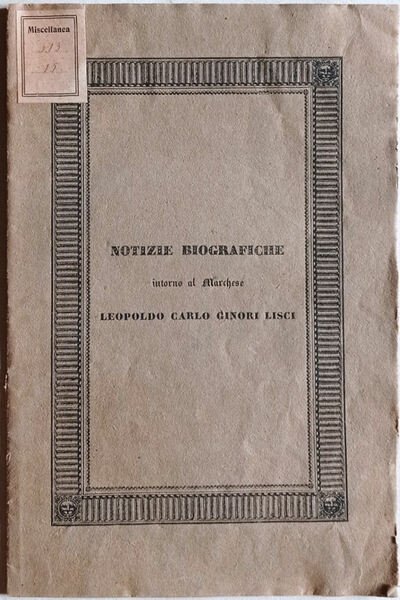 Miscellanea
NOTIZIE BIOGRAFICHE
intorno al Marchese
LEOPOLDO CARLO GINORI LISCI